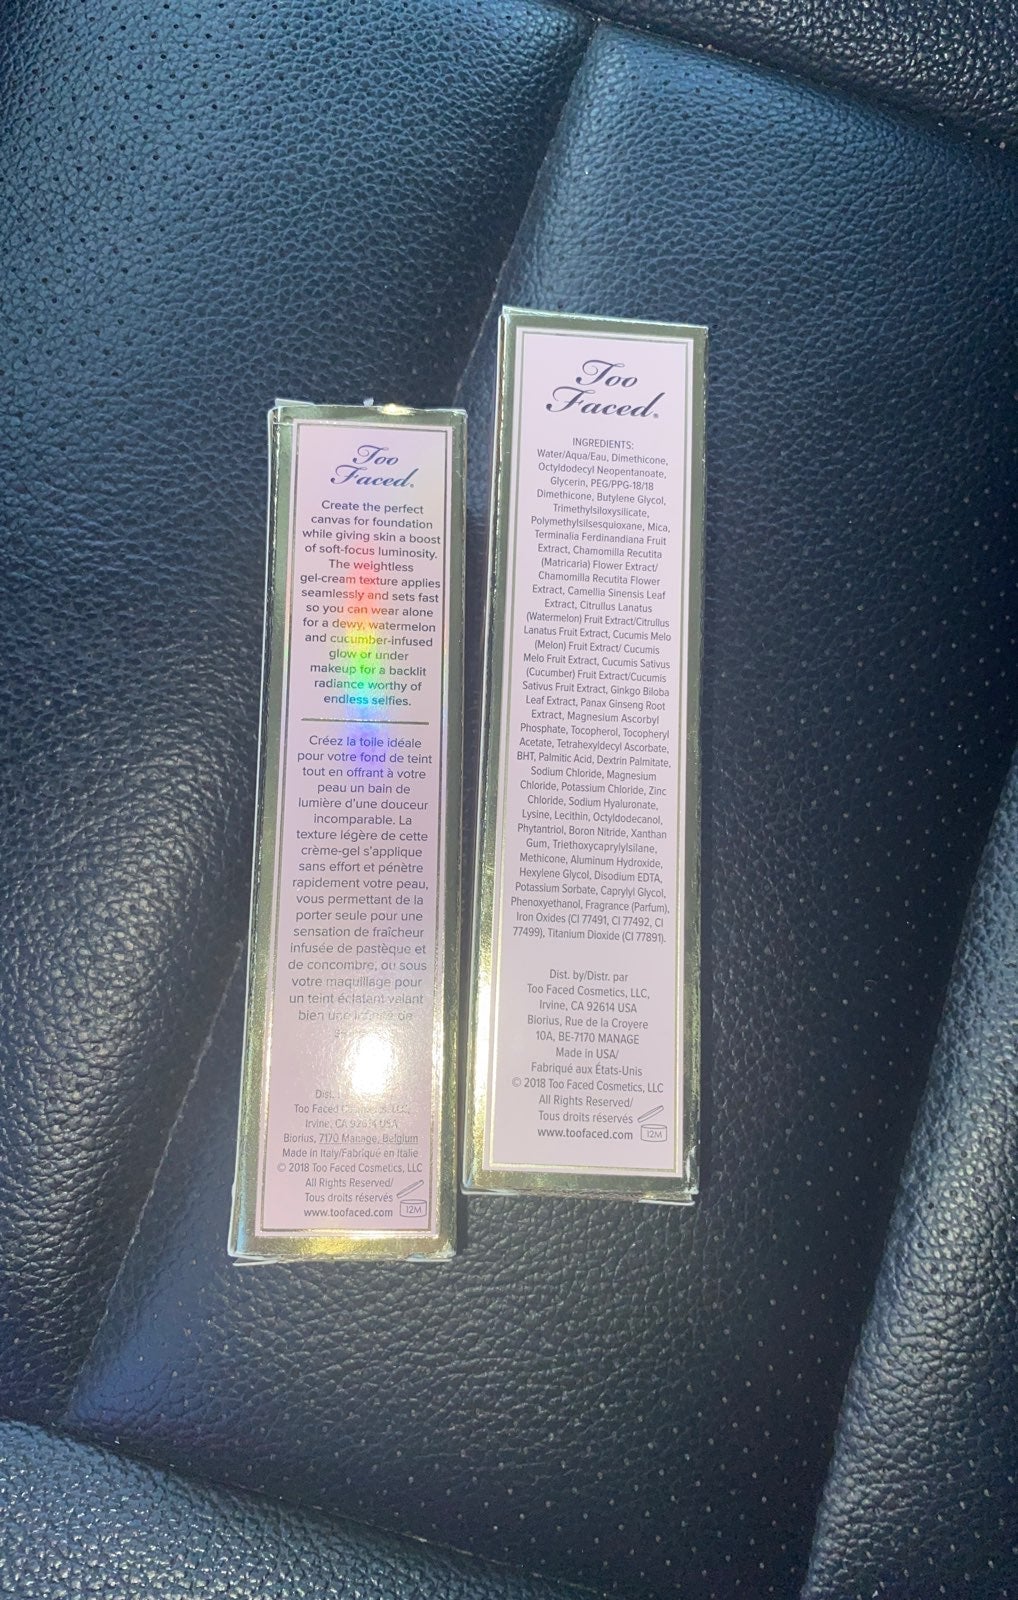 Too
Faced.
Create the perfect
canvas for foundation
while giving skin a boost
of soft-focus luminosity.
The weightless
gel-cream texture applies
seamlessly and sets fast
so you can wear alone
for a dewy, watermelon
and cucumber-infused
glow or under
makeup for a backlit
radiance worthy of
endless selfies.
Créez la toile idéale
pour votre fond de teint
tout en offrant à votre
peau un bain de
lumière d'une douceur
incomparable. La
texture légère de cette
crème-gel s'applique
sans effort et pénètre
rapidement votre peau,
vous permettant de la
porter seule pour une
sensation de fraîcheur
infusée de pastèque et
de concombre, ou sous
votre maquillage pour
un teint éclatant valant
bien une infinité de
Dist.
Too Faced Cosmetics, LLC,
Irvine, CA 92614 USA
Biorius, 7170 Manage, Belgium
Made in Italy/Fabriqué en Italie
© 2018 Too Faced Cosmetics, LLC
All Rights Reserved/
Tous droits réservés
www.toofaced.com 12M
Too
Faced®
INGREDIENTS:
Water/Aqua/Eau, Dimethicone,
Octyldodecyl Neopentanoate,
Glycerin, PEG/PPG-18/18
Dimethicone, Butylene Glycol,
Trimethylsiloxysilicate,
Polymethylsilsesquioxane, Mica,
Terminalia Ferdinandiana Fruit
Extract, Chamomilla Recutita
(Matricaria) Flower Extract/
Chamomilla Recutita Flower
Extract, Camellia Sinensis Leaf
Extract, Citrullus Lanatus
(Watermelon) Fruit Extract/Citrullus
Lanatus Fruit Extract, Cucumis Melo
(Melon) Fruit Extract/ Cucumis
Melo Fruit Extract, Cucumis Sativus
(Cucumber) Fruit Extract/Cucumis
Sativus Fruit Extract, Ginkgo Biloba
Leaf Extract, Panax Ginseng Root
Extract, Magnesium Ascorbyl
Phosphate, Tocopherol, Tocopheryl
Acetate, Tetrahexyldecyl Ascorbate,
BHT, Palmitic Acid, Dextrin Palmitate,
Sodium Chloride, Magnesium
Chloride, Potassium Chloride, Zinc
Chloride, Sodium Hyaluronate,
Lysine, Lecithin, Octyldodecanol,
Phytantriol, Boron Nitride, Xanthan
Gum, Triethoxycaprylylsilane,
Methicone, Aluminum Hydroxide,
Hexylene Glycol, Disodium EDTA,
Potassium Sorbate, Caprylyl Glycol,
Phenoxyethanol, Fragrance (Parfum),
Iron Oxides (CI 77491, CI 77492, CI
77499), Titanium Dioxide (CI 77891).
Dist. by/Distr. par
Too Faced Cosmetics, LLC,
Irvine, CA 92614 USA
Biorius, Rue de la Croyere
10A, BE-7170 MANAGE
Made in USA/
Fabriqué aux États-Unis
© 2018 Too Faced Cosmetics, LLC
All Rights Reserved/
Tous droits réservés
www.toofaced.com 12M